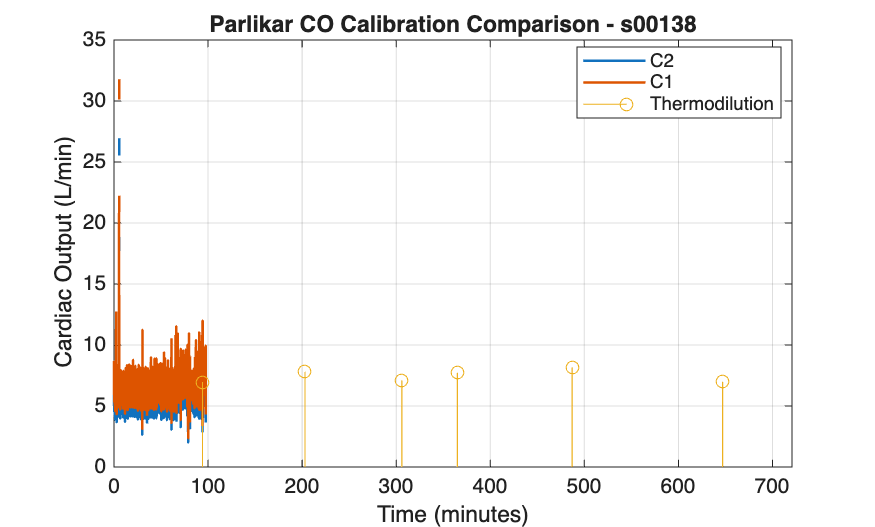 Parlikar CO Calibration Comparison - s00138
C2
C1
Thermodilution
Cardiac Output (L/min)
35
30
25
20
15
10
5
0
0 100 200 300 400 500 600 700
Time (minutes)